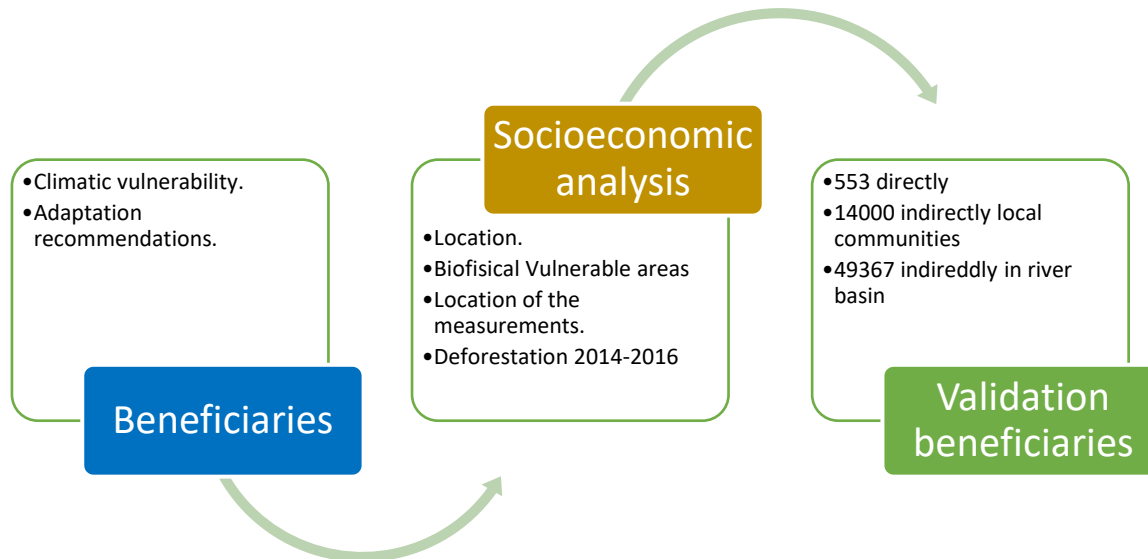 •Climatic vulnerability.
•Adaptation
recommendations.
Beneficiaries
Socioeconomic
analysis
•Location.
•Biofisical Vulnerable areas
•Location of the
measurements.
•Deforestation 2014-2016
•553 directly
•14000 indirectly local
communities
•49367 indireddly in river
basin
Validation
beneficiaries